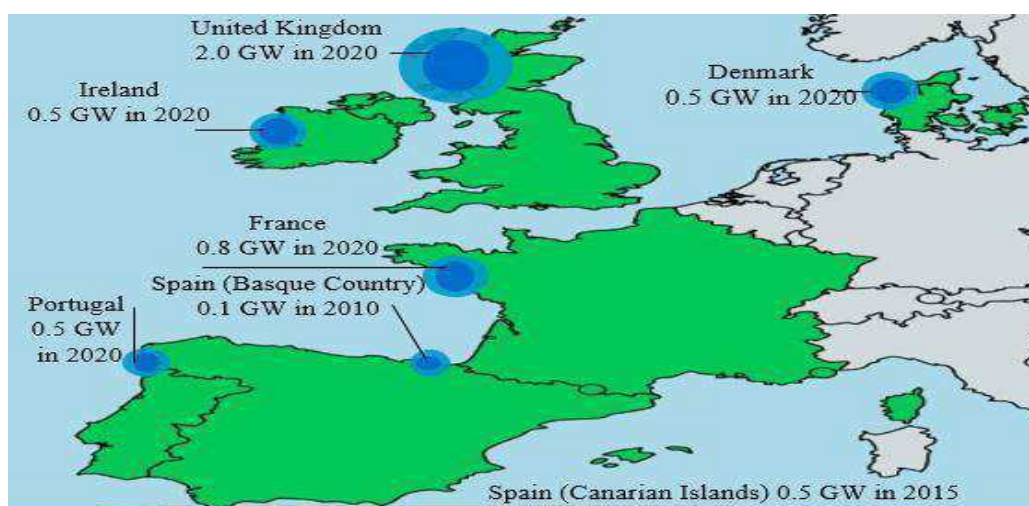 United Kingdom
2.0 GW in 2020
Denmark
0.5 GW in 2020
Ireland
0.5 GW in 2020
France
0.8 GW in 2020
Spain (Basque Country)
0.1 GW in 2010
Portugal
0.5 GW
in 2020
Spain (Canarian Islands) 0.5 GW in 2015